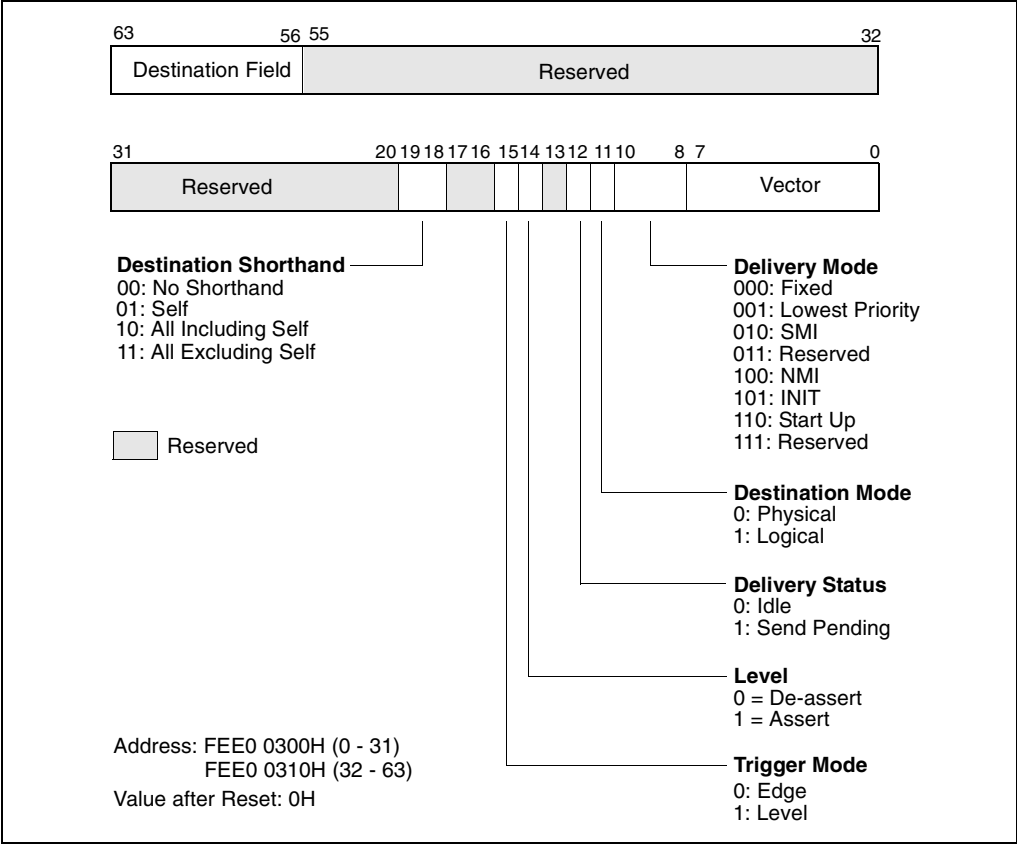 63 56 55 32
Destination Field Reserved
31 20 19 18 17 16 15 14 13 12 11 10 8 7 0
Reserved Vector
Destination Shorthand
00: No Shorthand
01: Self
10: All Including Self
11: All Excluding Self
Reserved
Delivery Mode
000: Fixed
001: Lowest Priority
010: SMI
011: Reserved
100: NMI
101: INIT
110: Start Up
111: Reserved
Destination Mode
0: Physical
1: Logical
Delivery Status
0: Idle
1: Send Pending
Level
0 = De-assert
1 = Assert
Trigger Mode
0: Edge
1: Level
Address: FEE0 0300H (0 - 31)
FEE0 0310H (32 - 63)
Value after Reset: 0H